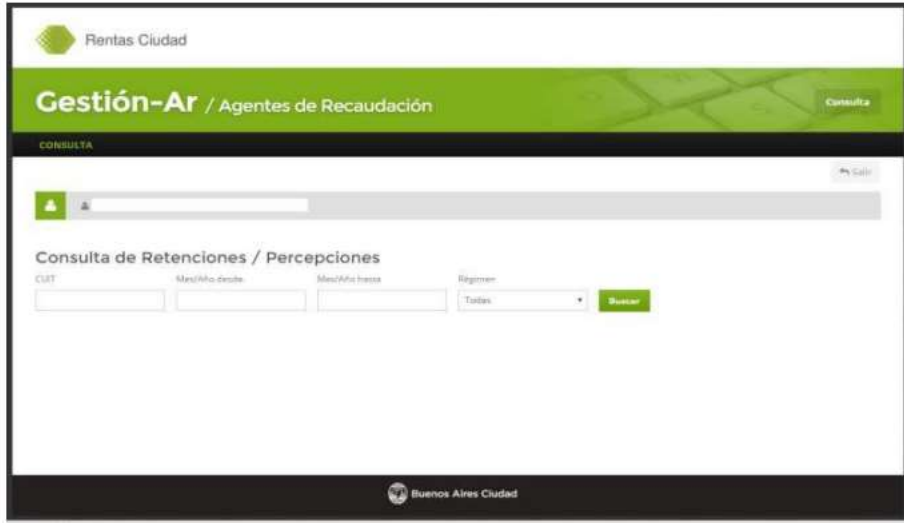 Rentas Ciudad
Gestión-Ar / Agentes de Recaudación
Consulta
CONSULTA
Salir
Consulta de Retenciones / Percepciones
CUIT Mes/Año desde Mes/Año hasta Régimen
Todas Buscar
Buenos Aires Ciudad